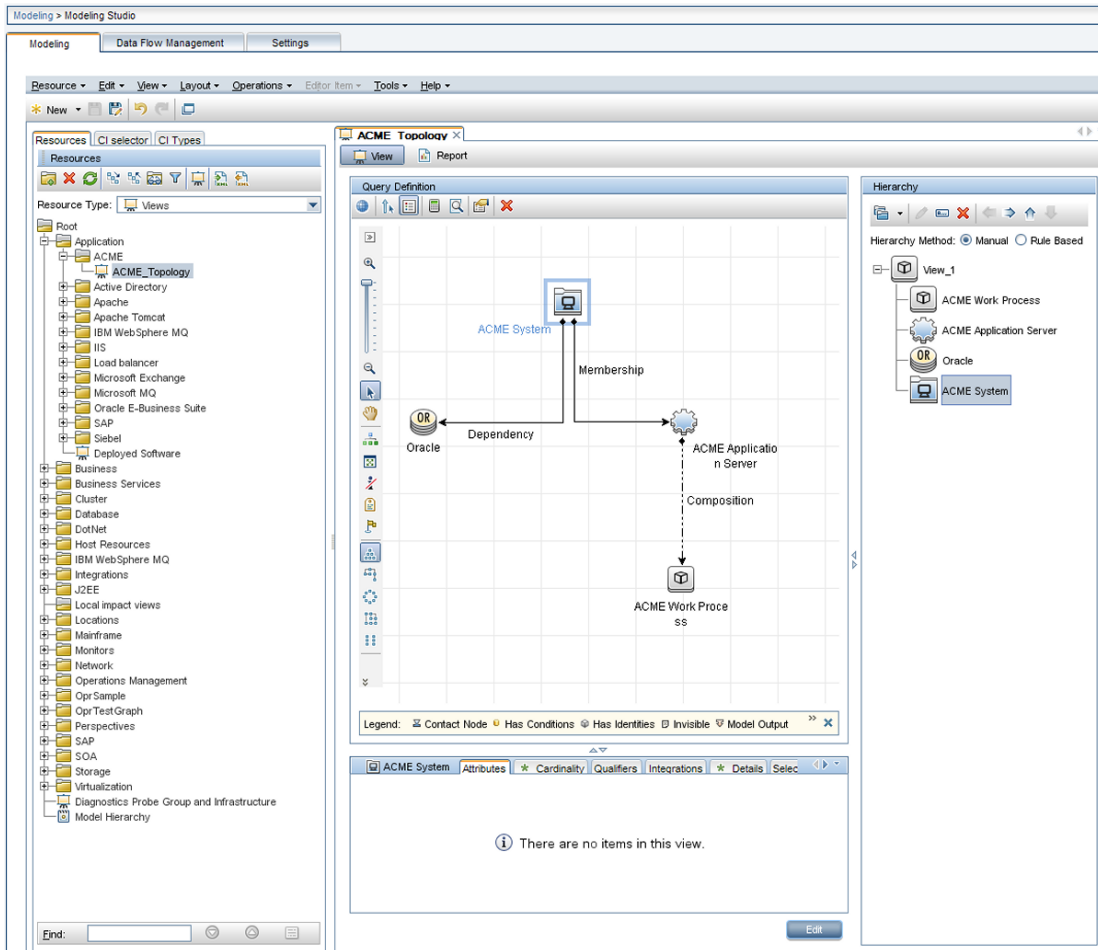 Modeling > Modeling Studio
Modeling Data Flow Management Settings
Resource Edit View Layout Operations Editor Item Tools Help
New
Resources CI selector CI Types
Resources
Resource Type: Views
Root
Application
ACME
ACME_Topology
Active Directory
Apache
Apache Tomcat
IBM WebSphere MQ
IIS
Load balancer
Microsoft Exchange
Microsoft MQ
Oracle E-Business Suite
SAP
Siebel
Deployed Software
Business
Business Services
Cluster
Database
DotNet
Host Resources
IBM WebSphere MQ
Integrations
J2EE
Local impact views
Locations
Mainframe
Monitors
Network
Operations Management
OprSample
OprTestGraph
Perspectives
SAP
SOA
Storage
Virtualization
Diagnostics Probe Group and Infrastructure
Model Hierarchy
Find:
ACME_Topology
View Report
Query Definition
ACME System
Membership
OR
Oracle
Dependency
ACME Applicatio
n Server
Composition
ACME Work Proce
ss
Legend: Contact Node Has Conditions Has Identities Invisible Model Output
ACME System Attributes Cardinality Qualifiers Integrations Details Selec
There are no items in this view.
Edit
Hierarchy
Hierarchy Method: Manual Rule Based
View_1
ACME Work Process
ACME Application Server
OR Oracle
ACME System